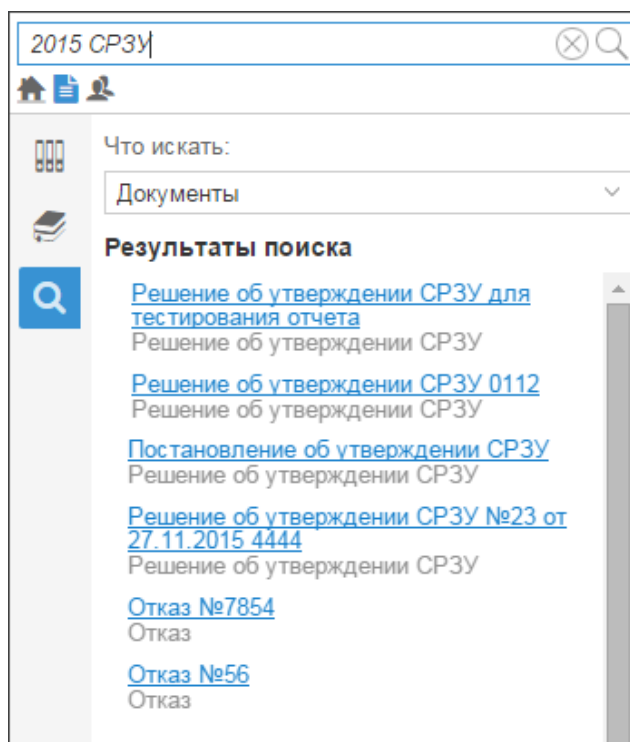 2015 СРЗУ
Что искать:
Документы
Результаты поиска
Решение об утверждении СРЗУ для
тестирования отчета
Решение об утверждении СРЗУ
Решение об утверждении СРЗУ 0112
Решение об утверждении СРЗУ
Постановление об утверждении СРЗУ
Решение об утверждении СРЗУ
Решение об утверждении СРЗУ №23 от
27.11.2015 4444
Решение об утверждении СРЗУ
Отказ №7854
Отказ
Отказ №56
Отказ